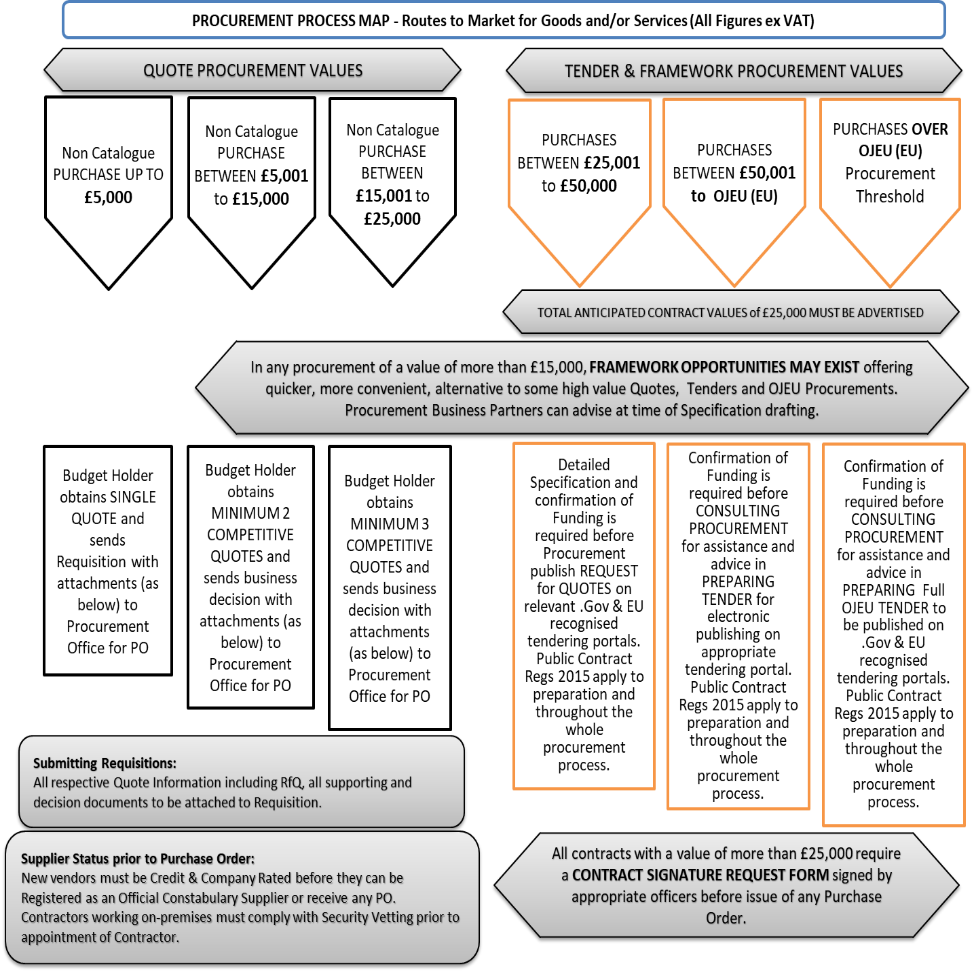 PROCUREMENT PROCESS MAP - Routes to Market for Goods and/or Services (All Figures ex VAT)
QUOTE PROCUREMENT VALUES
Non Catalogue
PURCHASE UP TO
£5,000
Non Catalogue
PURCHASE
BETWEEN £5,001
to £15,000
Non Catalogue
PURCHASE
BETWEEN
£15,001 to
£25,000
TENDER & FRAMEWORK PROCUREMENT VALUES
PURCHASES
BETWEEN £25,001
to £50,000
PURCHASES
BETWEEN £50,001
to OJEU (EU)
PURCHASES OVER
OJEU (EU)
Procurement
Threshold
TOTAL ANTICIPATED CONTRACT VALUES of £25,000 MUST BE ADVERTISED
In any procurement of a value of more than £15,000, FRAMEWORK OPPORTUNITIES MAY EXIST offering
quicker, more convenient, alternative to some high value Quotes, Tenders and OJEU Procurements.
Procurement Business Partners can advise at time of Specification drafting.
Budget Holder
obtains SINGLE
QUOTE and
sends
Requisition with
attachments (as
below) to
Procurement
Office for PO
Budget Holder
obtains
MINIMUM 2
COMPETITIVE
QUOTES and
sends business
decision with
attachments (as
below) to
Procurement
Office for PO
Budget Holder
obtains
MINIMUM 3
COMPETITIVE
QUOTES and
sends business
decision with
attachments
(as below) to
Procurement
Office for PO
Detailed
Specification and
confirmation of
Funding is
required before
Procurement
publish REQUEST
for QUOTES on
relevant .Gov & EU
recognised
tendering portals.
Public Contract
Regs 2015 apply to
preparation and
throughout the
whole
procurement
process.
Confirmation of
Funding is
required before
CONSULTING
PROCUREMENT
for assistance and
advice in
PREPARING
TENDER for
electronic
publishing on
appropriate
tendering portal.
Public Contract
Regs 2015 apply to
preparation and
throughout the
whole
procurement
process.
Confirmation of
Funding is
required before
CONSULTING
PROCUREMENT
for assistance and
advice in
PREPARING Full
OJEU TENDER to
be published on
.Gov & EU
recognised
tendering portals.
Public Contract
Regs 2015 apply to
preparation and
throughout the
whole
procurement
process.
Submitting Requisitions:
All respective Quote Information including RfQ, all supporting and
decision documents to be attached to Requisition.
Supplier Status prior to Purchase Order:
New vendors must be Credit & Company Rated before they can be
Registered as an Official Constabulary Supplier or receive any PO.
Contractors working on-premises must comply with Security Vetting prior to
appointment of Contractor.
All contracts with a value of more than £25,000 require
a CONTRACT SIGNATURE REQUEST FORM signed by
appropriate officers before issue of any Purchase
Order.